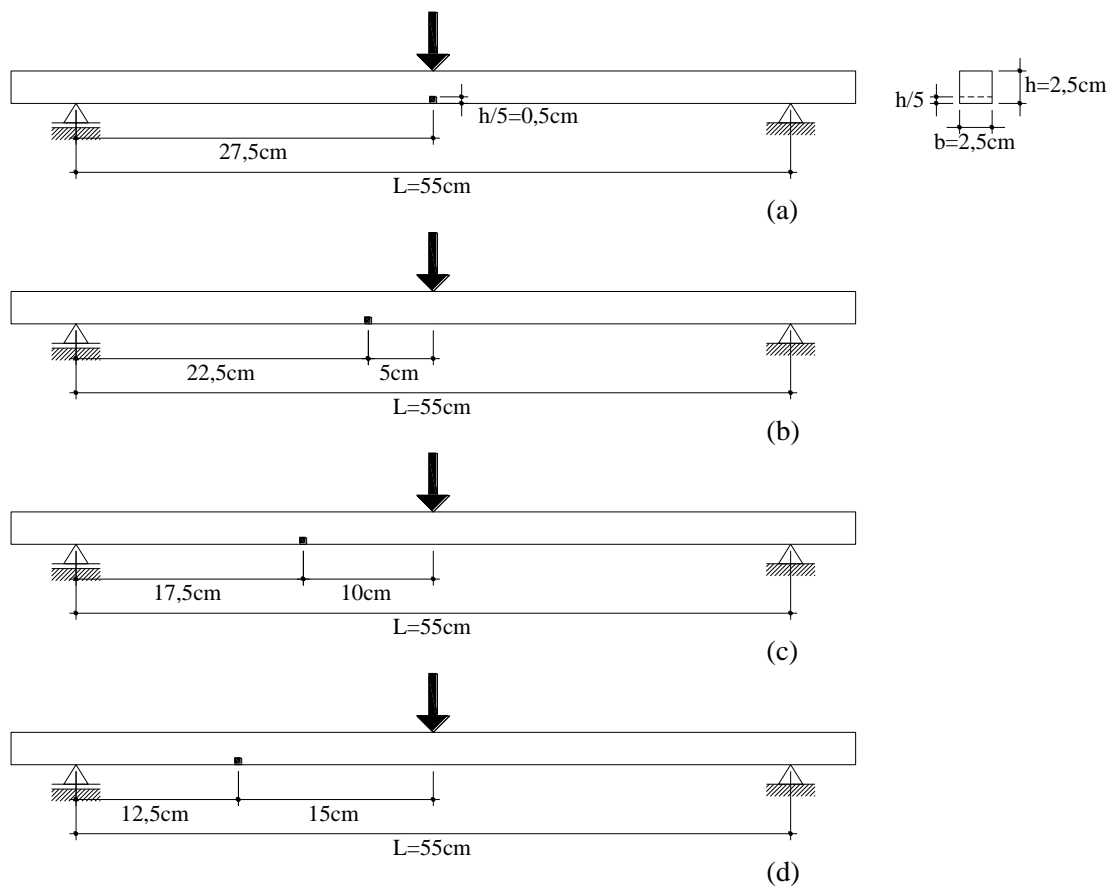 h/5=0,5cm
27,5cm
L=55cm
(a)
h/5
h=2,5cm
b=2,5cm
22,5cm
5cm
L=55cm
(b)
17,5cm
10cm
L=55cm
(c)
12,5cm
15cm
L=55cm
(d)